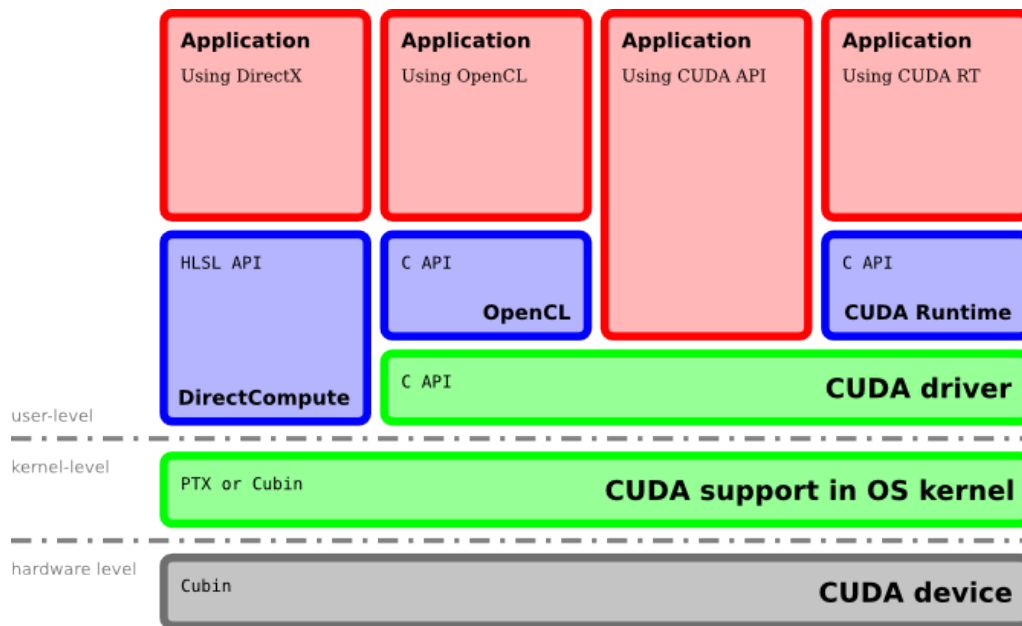 Application
Using DirectX
Application
Using OpenCL
Application
Using CUDA API
Application
Using CUDA RT
HLSL API
DirectCompute
C API
OpenCL
C API
CUDA Runtime
C API
CUDA driver
user-level
kernel-level
PTX or Cubin
CUDA support in OS kernel
hardware level
Cubin
CUDA device